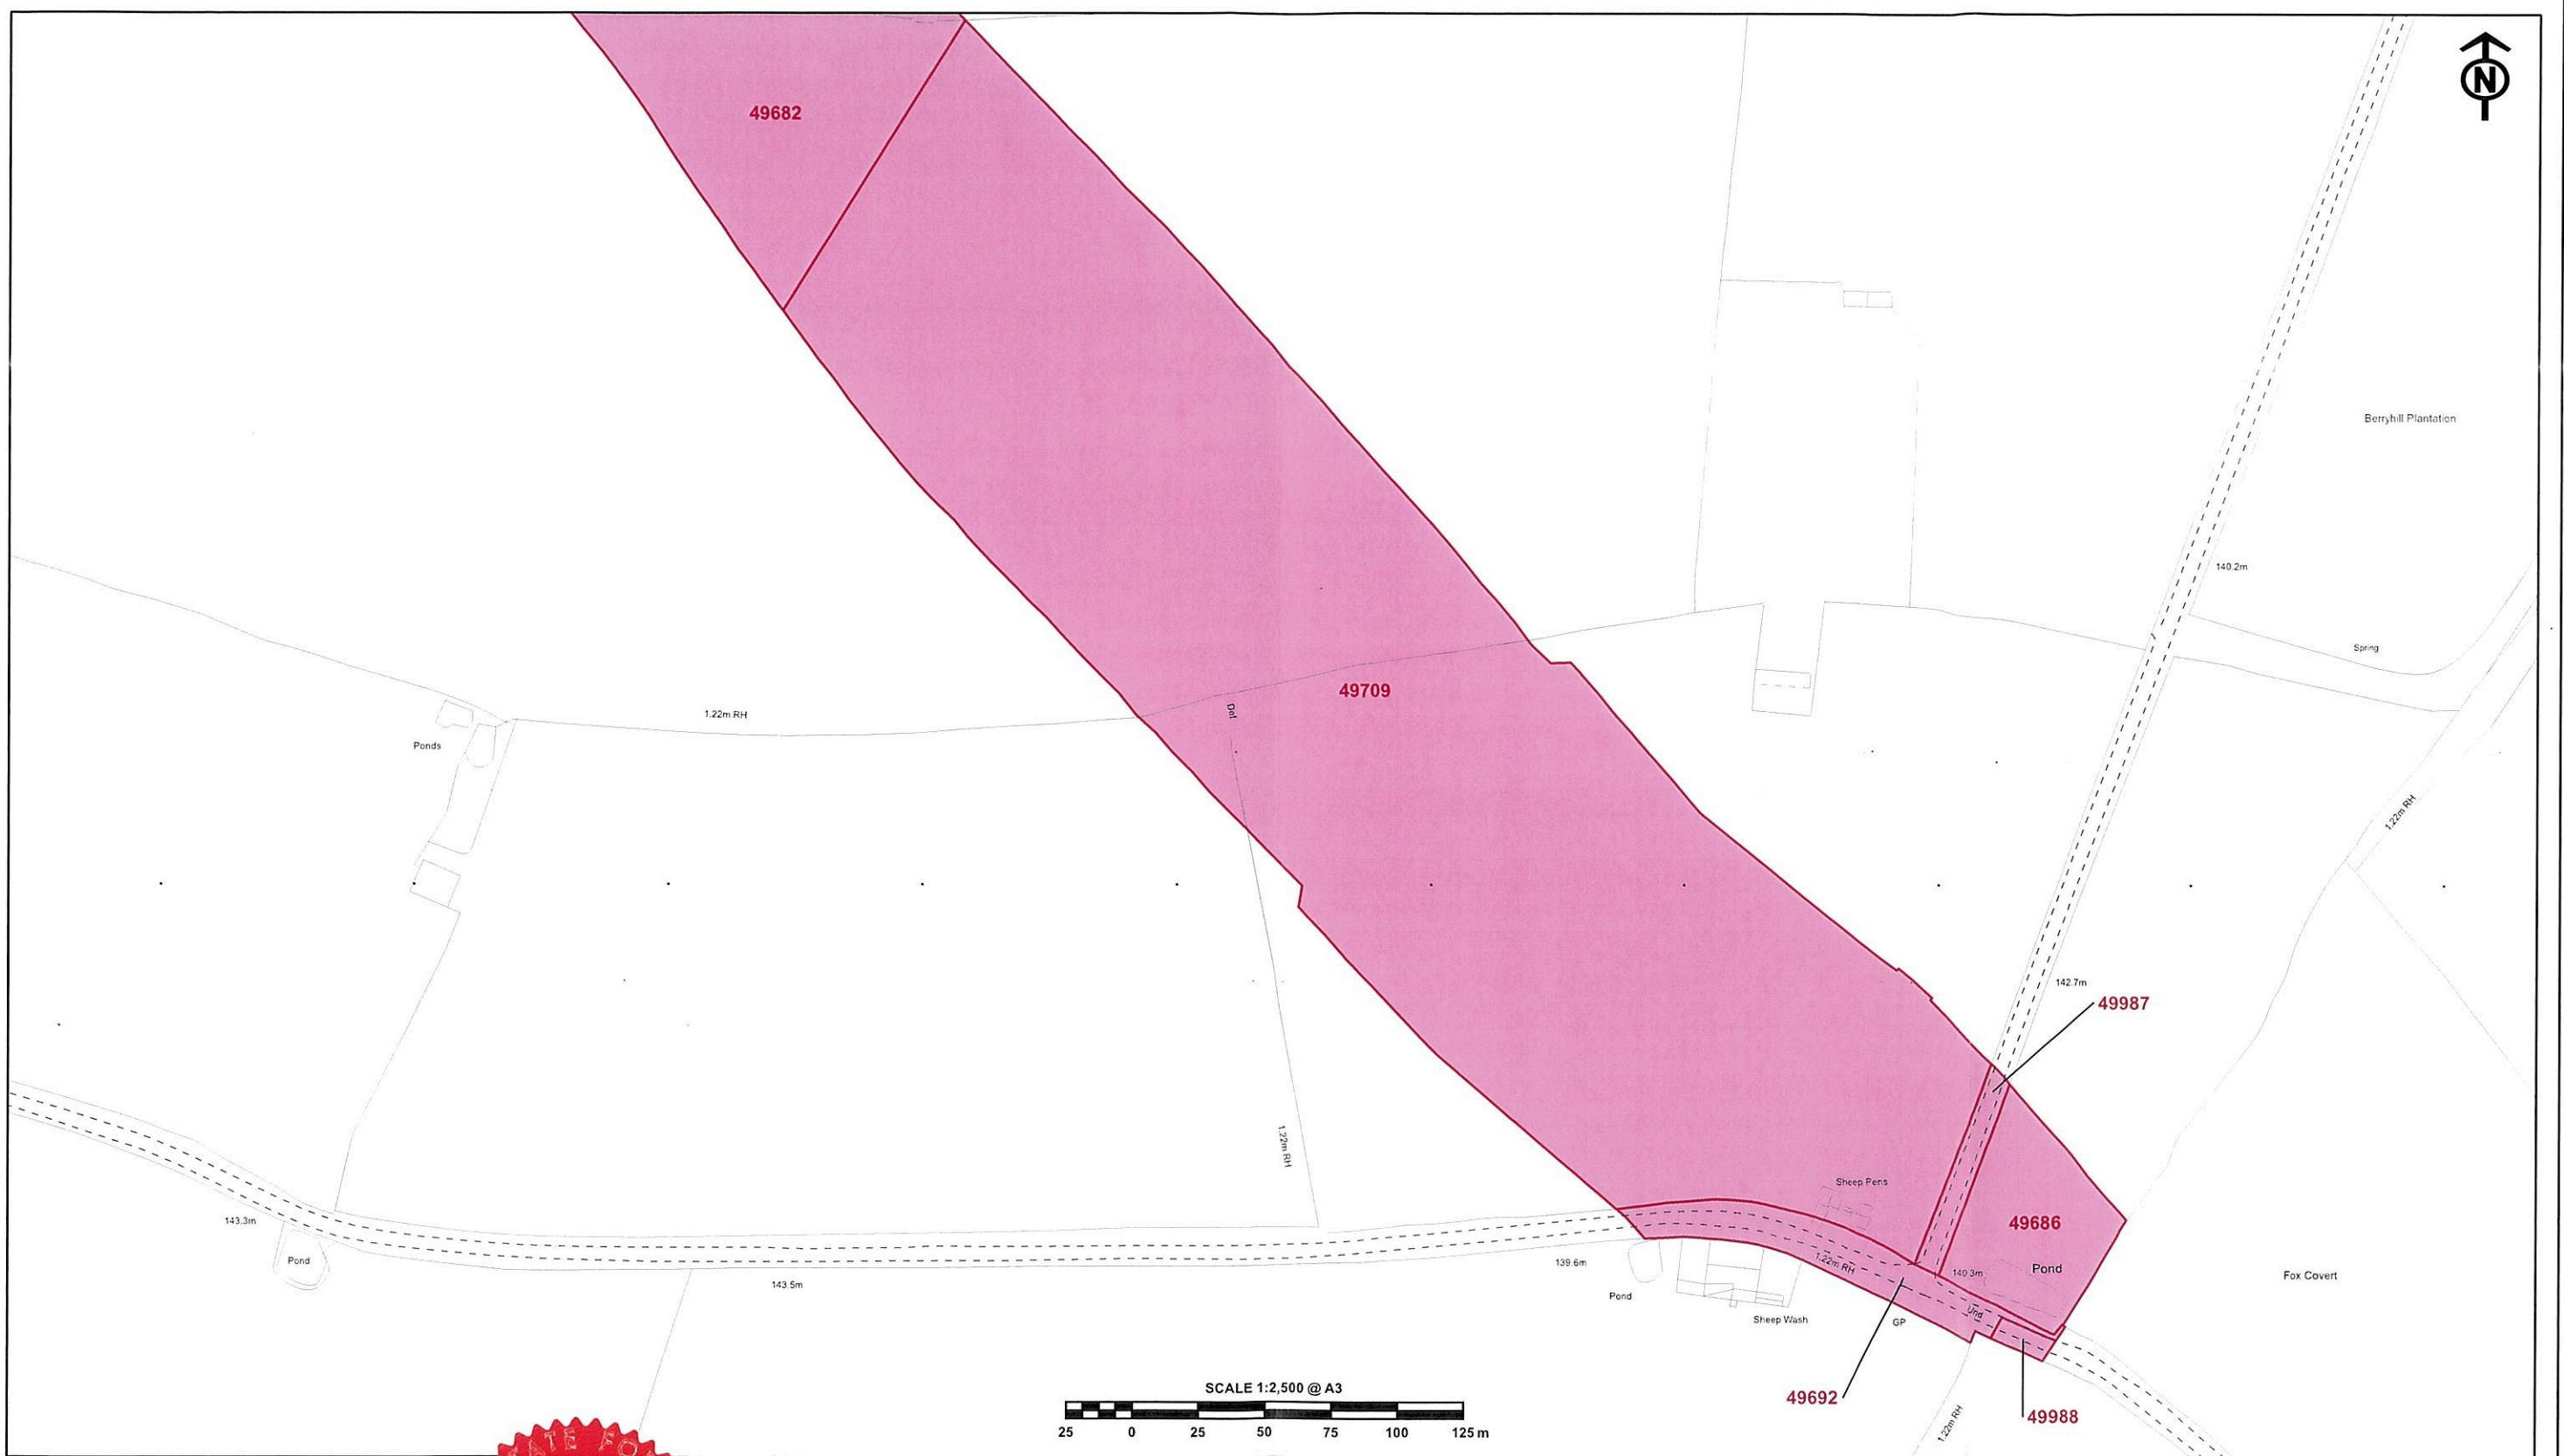 N
49682
Berryhill Plantation
140.2m
Spring
49709
Def
1.22m RH
Ponds
1.22m RH
142.7m
49987
1.22m RH
Sheep Pens
49686
143.3m
Pond
143.5m
139.6m
1.22m RH
140.3m
Pond
Fox Covert
Pond
Und
Sheep Wash
GP
SCALE 1:2,500 @ A3
25 0 25 50 75 100 125 m
49692
49988
1.22m RH